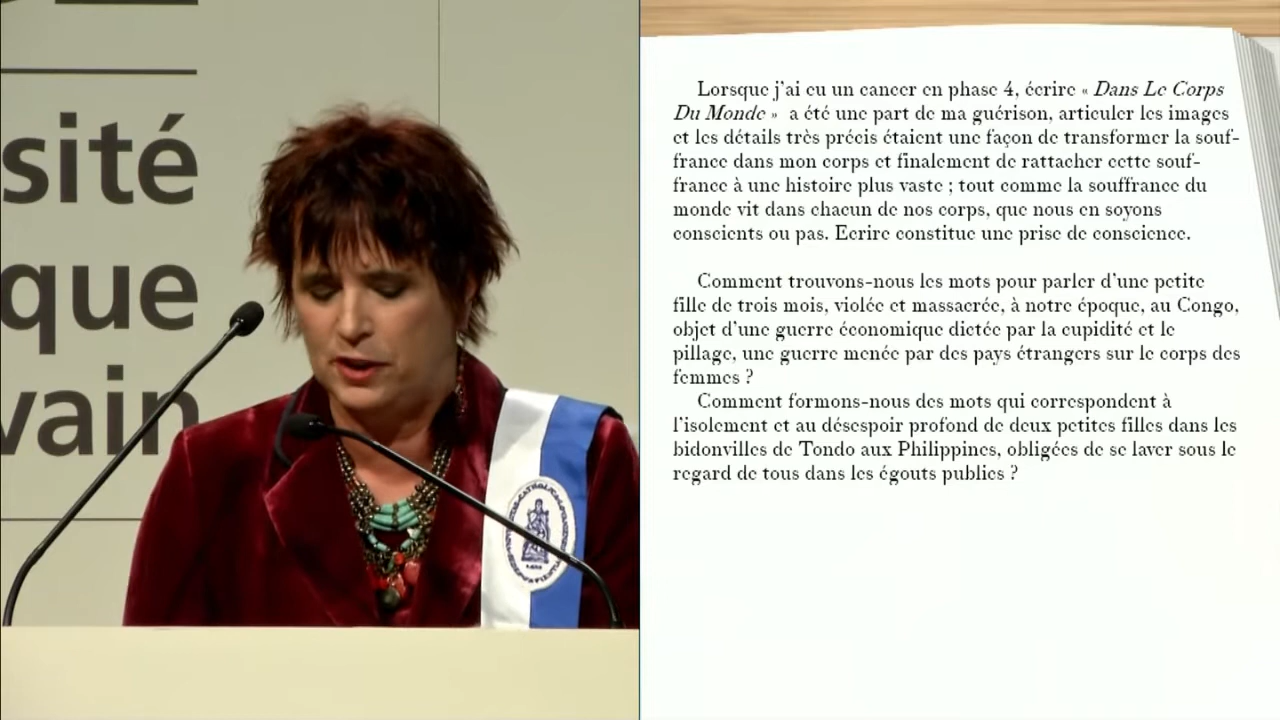 sité
que
vain
Lorsque j'ai eu un cancer en phase 4, écrire « Dans Le Corps
Du Monde »  a été une part de ma guérison, articuler les images
et les détails très précis étaient une façon de transformer la souf-
france dans mon corps et finalement de rattacher cette souf-
france à une histoire plus vaste ; tout comme la souffrance du
monde vit dans chacun de nos corps, que nous en soyons
conscients ou pas. Ecrire constitue une prise de conscience.
Comment trouvons-nous les mots pour parler d'une petite
fille de trois mois, violée et massacrée, à notre époque, au Congo,
objet d'une guerre économique dictée par la cupidité et le
pillage, une guerre menée par des pays étrangers sur le corps des
femmes ?
Comment formons-nous des mots qui correspondent à
l'isolement et au désespoir profond de deux petites filles dans les
bidonvilles de Tondo aux Philippines, obligées de se laver sous le
regard de tous dans les égouts publics ?